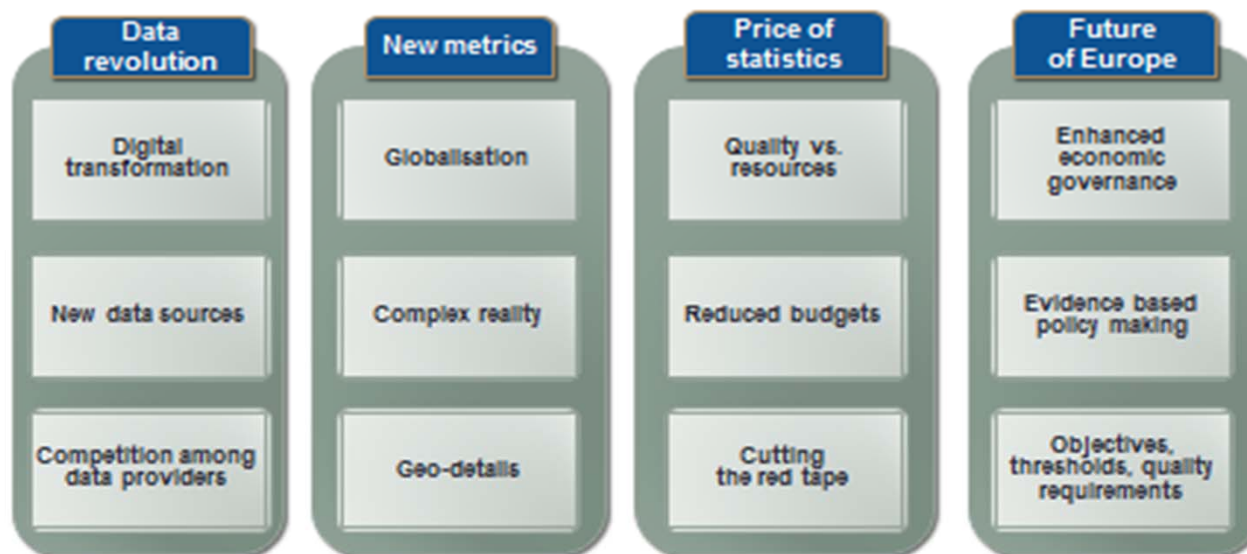 Data
revolution
Digital
transformation
New data sources
Competition among
data providers
New metrics
Globalisation
Complex reality
Geo-details
Price of
statistics
Quality vs.
resources
Reduced budgets
Cutting
the red tape
Future
of Europe
Enhanced
economic
governance
Evidence based
policy making
Objectives,
thresholds, quality
requirements